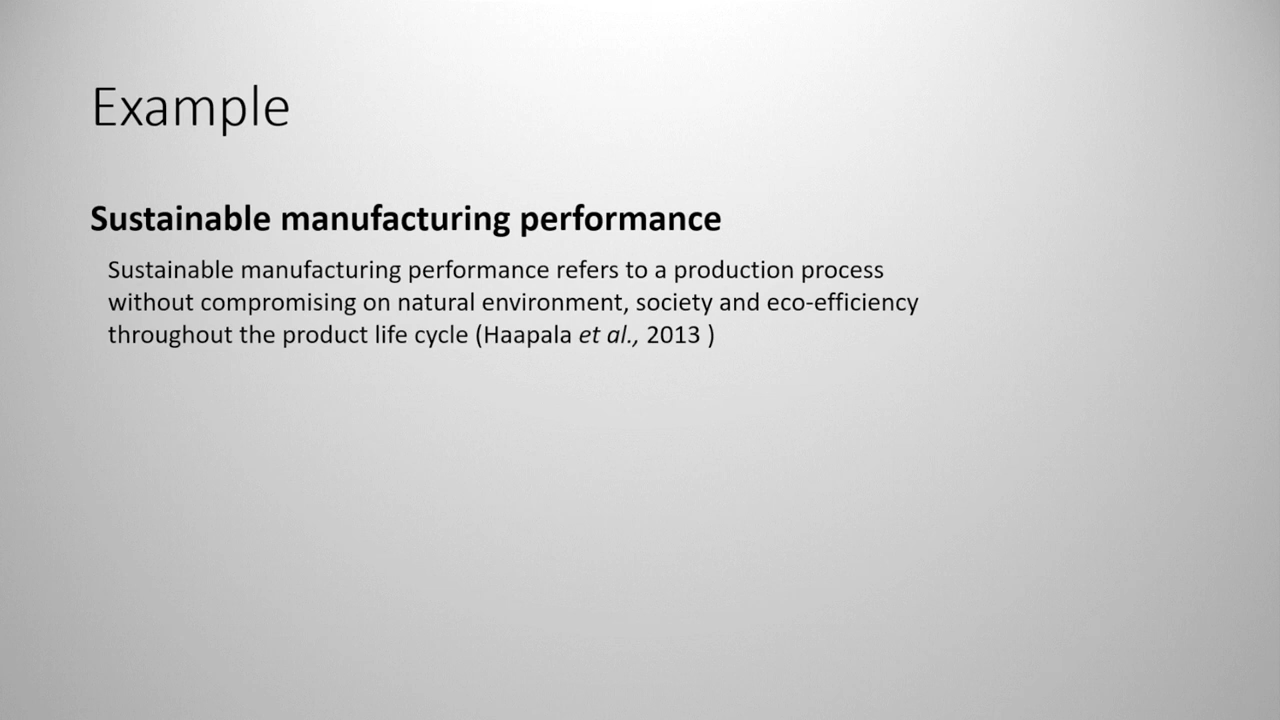 Example
Sustainable manufacturing performance
Sustainable manufacturing performance refers to a production process
without compromising on natural environment, society and eco-efficiency
throughout the product life cycle (Haapala et al., 2013 )